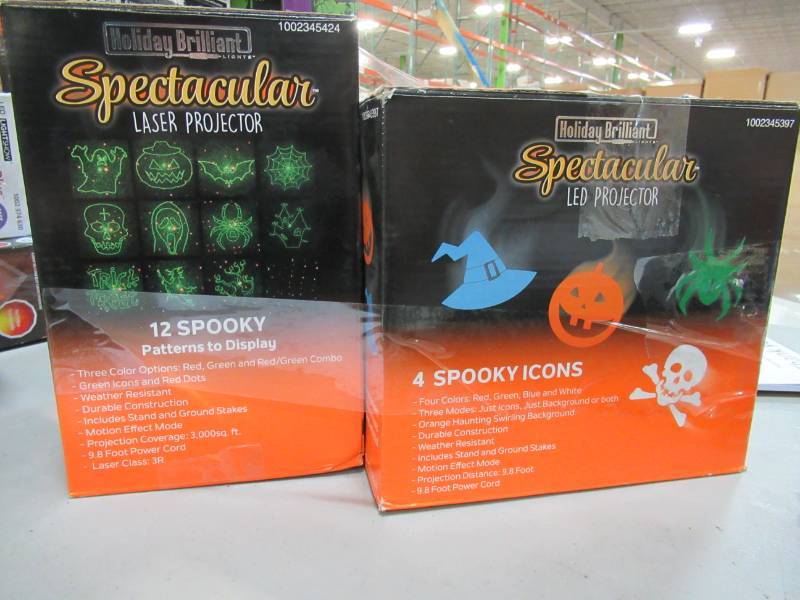 1002345424
Holiday Brilliant
LIGHTS™
Spectacular™
LASER PROJECTOR
12 SPOOKY
Patterns to Display
- Three Color Options: Red, Green and Red/Green Combo
- Green Icons and Red Dots
- Weather Resistant
- Durable Construction
- Includes Stand and Ground Stakes
- Motion Effect Mode
- Projection Coverage: 3,000sq. ft.
- 9.8 Foot Power Cord
- Laser Class: 3R
1002345397
Holiday Brilliant
LIGHTS
Spectacular
LED PROJECTOR
4 SPOOKY ICONS
- Four Colors: Red, Green, Blue and White
- Three Modes: Just Icons, Just Background or both
- Orange Haunting Swirling Background
- Durable Construction
- Weather Resistant
- Includes Stand and Ground Stakes
- Motion Effect Mode
- Projection Distance: 9.8 Foot
- 9.8 Foot Power Cord